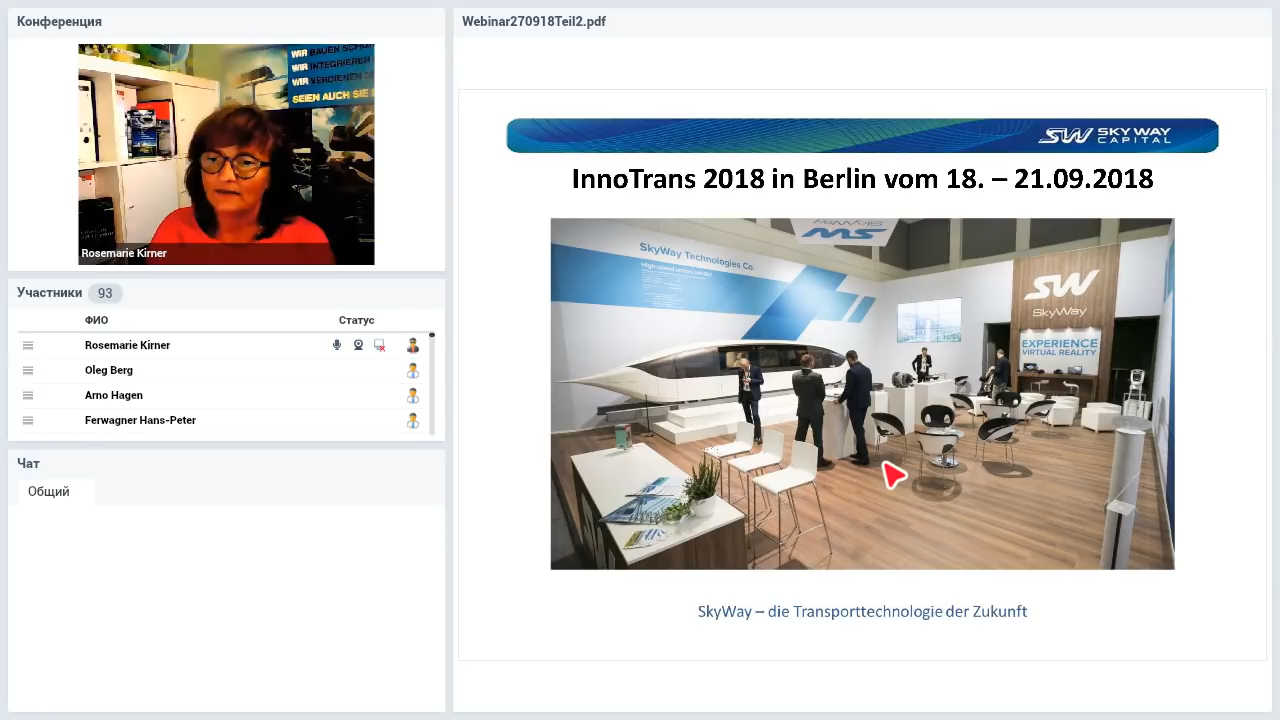 Конференция
WIR BAUEN SCHON
WIR INTEGRIEREN
WIR VERDIENEN
SEIEN AUCH SIE
Rosemarie Kirner
Участники 93
ФИО Статус
Rosemarie Kirner
Oleg Berg
Arno Hagen
Ferwagner Hans-Peter
Чат
Общий
Webinar270918Teil2.pdf
SW SKY WAY
CAPITAL
InnoTrans 2018 in Berlin vom 18. – 21.09.2018
SkyWay Technologies Co.
SW
SkyWay
EXPERIENCE
VIRTUAL REALITY
SkyWay – die Transporttechnologie der Zukunft